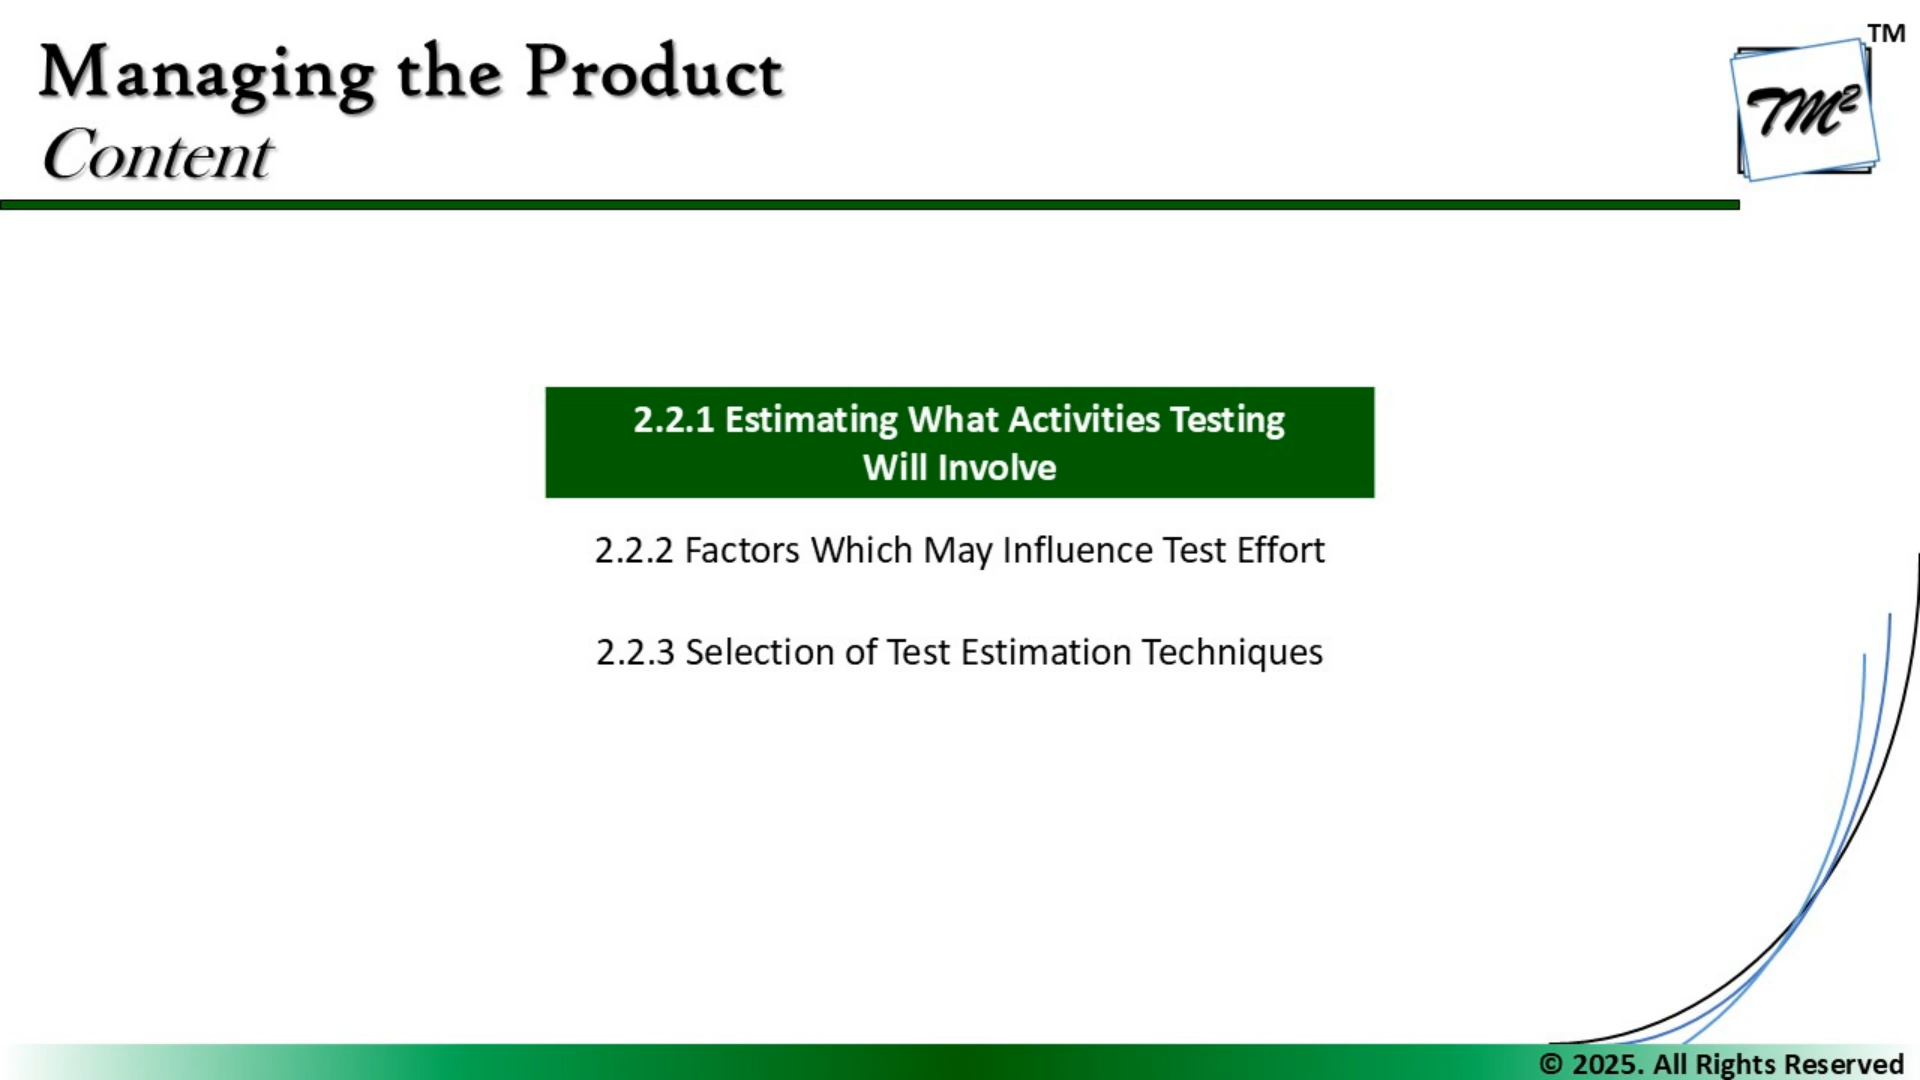 Managing the Product
Content
TM
TM²
2.2.1 Estimating What Activities Testing
Will Involve
2.2.2 Factors Which May Influence Test Effort
2.2.3 Selection of Test Estimation Techniques
© 2025. All Rights Reserved